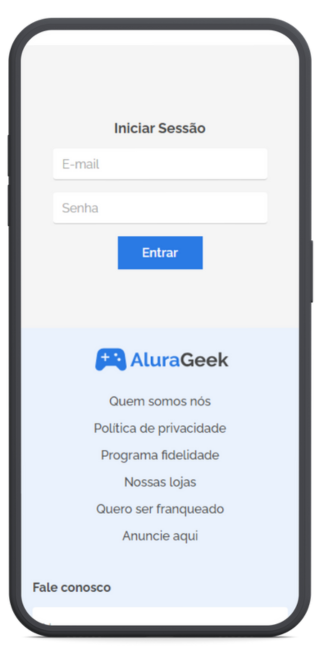 Iniciar Sessão
E-mail
Senha
Entrar
AluraGeek
Quem somos nós
Política de privacidade
Programa fidelidade
Nossas lojas
Quero ser franqueado
Anuncie aqui
Fale conosco